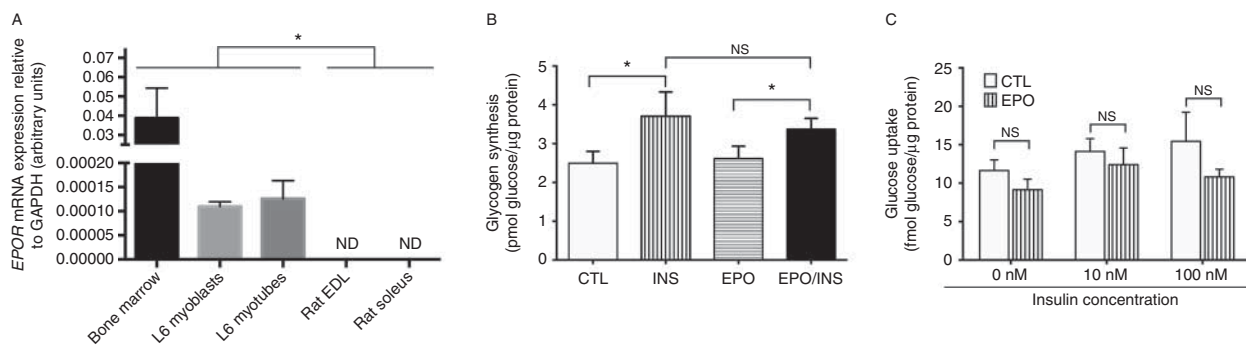 A
EPOR mRNA expression relative
to GAPDH (arbitrary units)
0.07
0.06
0.05
0.04
0.03
0.00020
0.00015
0.00010
0.00005
0.00000
*
ND
ND
Bone marrow
L6 myoblasts
L6 myotubes
Rat EDL
Rat soleus
B
Glycogen synthesis
(pmol glucose/µg protein)
6
5
4
3
2
1
0
*
NS
*
CTL
INS
EPO
EPO/INS
C
Glucose uptake
(fmol glucose/µg protein)
25
20
15
10
5
0
CTL
EPO
NS
NS
NS
0 nM
10 nM
100 nM
Insulin concentration